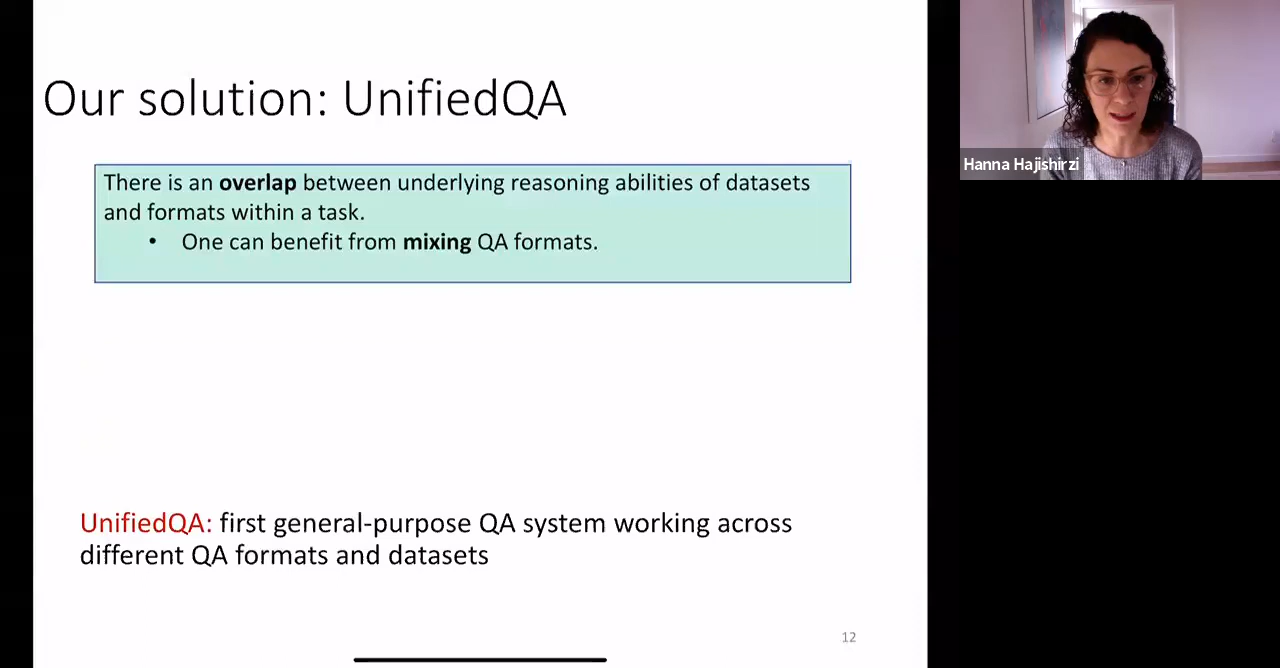 Our solution: UnifiedQA
There is an overlap between underlying reasoning abilities of datasets
and formats within a task.
• One can benefit from mixing QA formats.
UnifiedQA: first general-purpose QA system working across
different QA formats and datasets
12
Hanna Hajishirzi